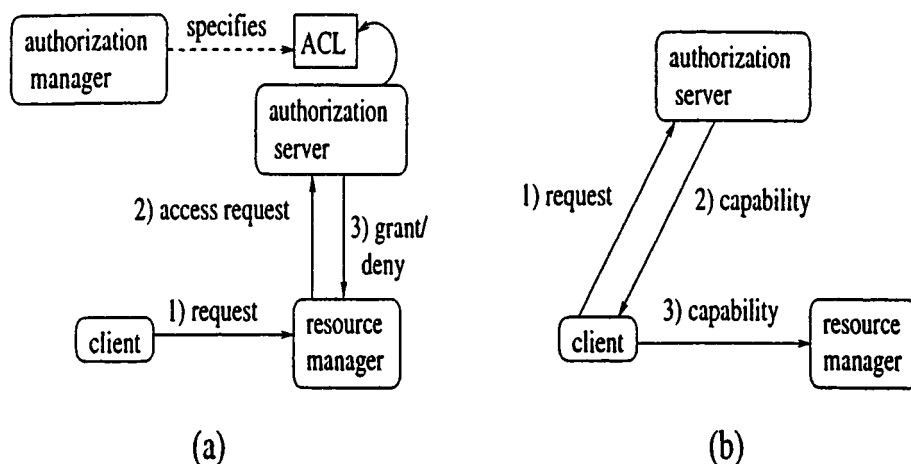 specifies
authorization
manager
ACL
authorization
server
2) access request
3) grant/
deny
1) request
client
resource
manager
(a)
authorization
server
1) request
2) capability
3) capability
client
resource
manager
(b)